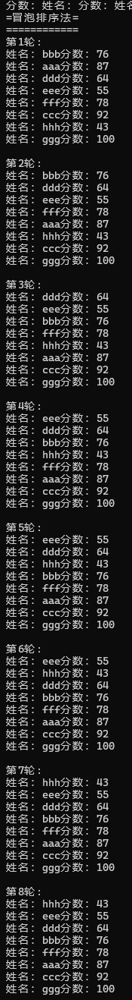 分数: 姓名: 分数: 姓名
=冒泡排序法=
============
第1轮:
姓名: bbb分数: 76
姓名: aaa分数: 87
姓名: ddd分数: 64
姓名: eee分数: 55
姓名: fff分数: 78
姓名: ccc分数: 92
姓名: hhh分数: 43
姓名: ggg分数: 100
第2轮:
姓名: bbb分数: 76
姓名: ddd分数: 64
姓名: eee分数: 55
姓名: fff分数: 78
姓名: aaa分数: 87
姓名: hhh分数: 43
姓名: ccc分数: 92
姓名: ggg分数: 100
第3轮:
姓名: ddd分数: 64
姓名: eee分数: 55
姓名: bbb分数: 76
姓名: fff分数: 78
姓名: hhh分数: 43
姓名: aaa分数: 87
姓名: ccc分数: 92
姓名: ggg分数: 100
第4轮:
姓名: eee分数: 55
姓名: ddd分数: 64
姓名: bbb分数: 76
姓名: hhh分数: 43
姓名: fff分数: 78
姓名: aaa分数: 87
姓名: ccc分数: 92
姓名: ggg分数: 100
第5轮:
姓名: eee分数: 55
姓名: ddd分数: 64
姓名: hhh分数: 43
姓名: bbb分数: 76
姓名: fff分数: 78
姓名: aaa分数: 87
姓名: ccc分数: 92
姓名: ggg分数: 100
第6轮:
姓名: eee分数: 55
姓名: hhh分数: 43
姓名: ddd分数: 64
姓名: bbb分数: 76
姓名: fff分数: 78
姓名: aaa分数: 87
姓名: ccc分数: 92
姓名: ggg分数: 100
第7轮:
姓名: hhh分数: 43
姓名: eee分数: 55
姓名: ddd分数: 64
姓名: bbb分数: 76
姓名: fff分数: 78
姓名: aaa分数: 87
姓名: ccc分数: 92
姓名: ggg分数: 100
第8轮:
姓名: hhh分数: 43
姓名: eee分数: 55
姓名: ddd分数: 64
姓名: bbb分数: 76
姓名: fff分数: 78
姓名: aaa分数: 87
姓名: ccc分数: 92
姓名: ggg分数: 100